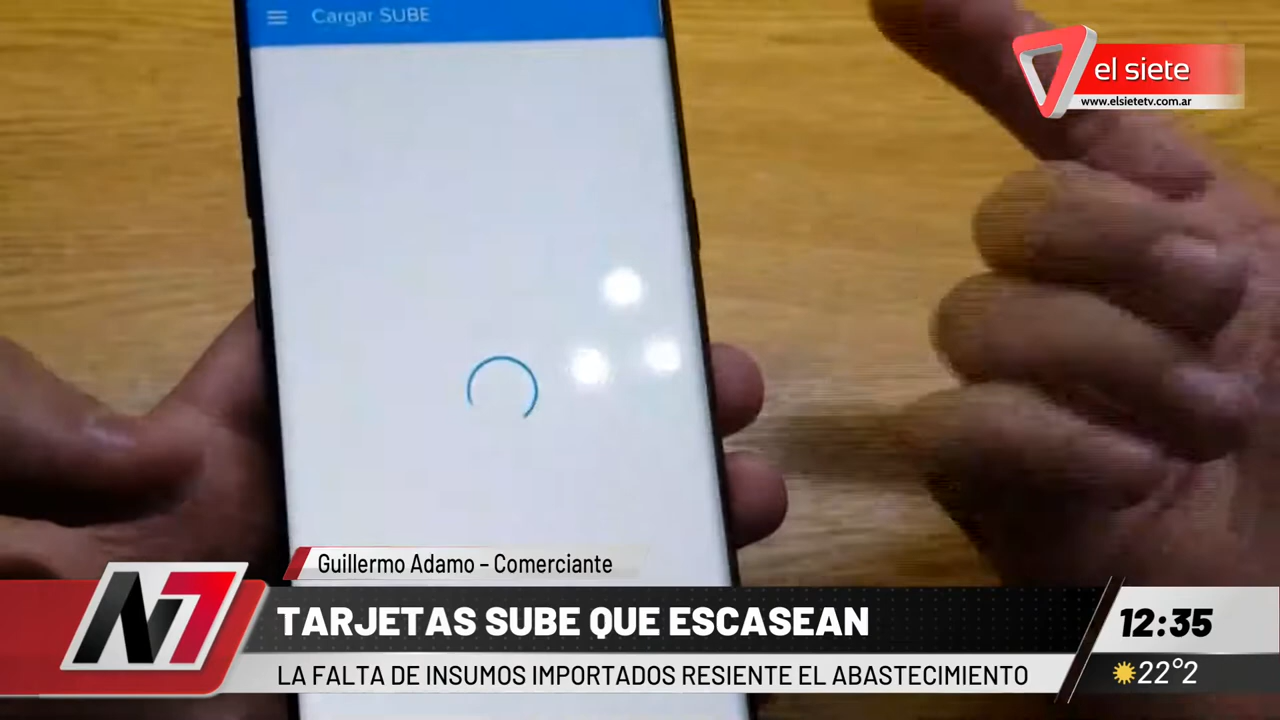 Cargar SUBE
el siete
www.elsietetv.com.ar
Guillermo Adamo – Comerciante
N7
TARJETAS SUBE QUE ESCASEAN
12:35
LA FALTA DE INSUMOS IMPORTADOS RESIENTE EL ABASTECIMIENTO
22°2